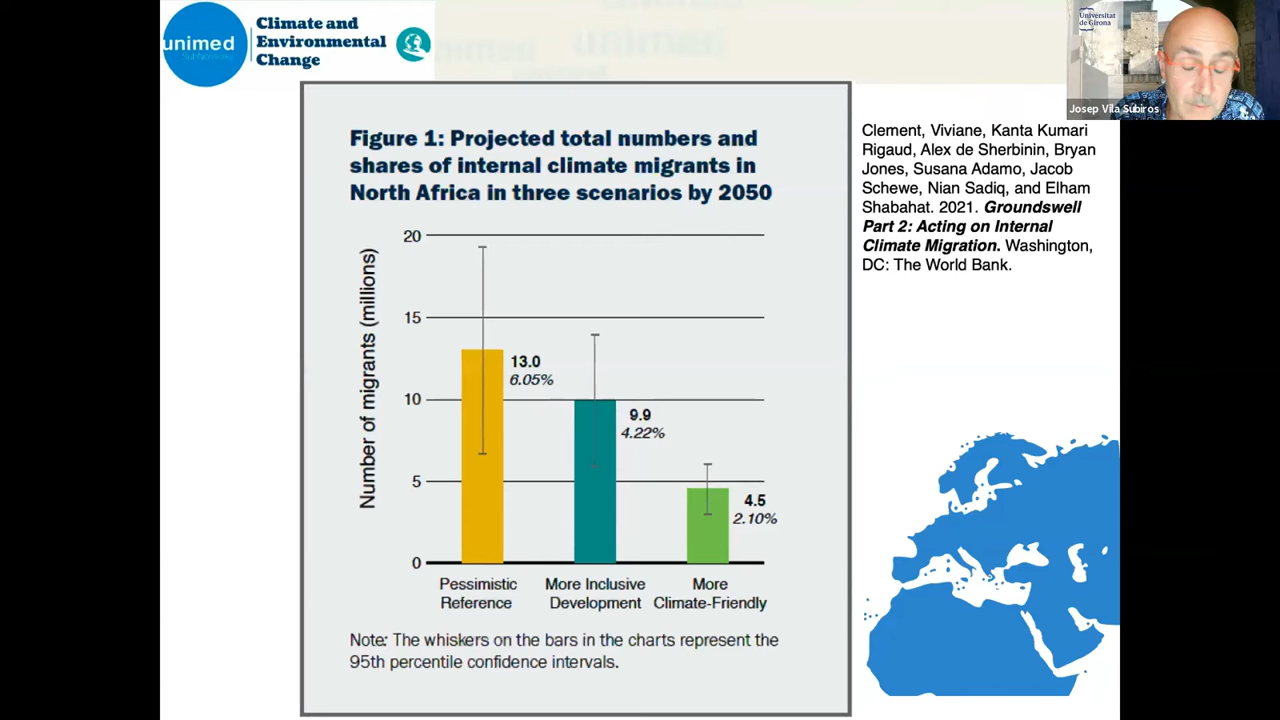 unimed
Climate and
Environmental
Change
Universitat
de Girona
Josep Vila Subiros
Figure 1: Projected total numbers and
shares of internal climate migrants in
North Africa in three scenarios by 2050
Number of migrants (millions)
20
15
10
5
0
13.0
6.05%
9.9
4.22%
4.5
2.10%
Pessimistic
Reference
More Inclusive
Development
More
Climate-Friendly
Note: The whiskers on the bars in the charts represent the
95th percentile confidence intervals.
Clement, Viviane, Kanta Kumari
Rigaud, Alex de Sherbinin, Bryan
Jones, Susana Adamo, Jacob
Schewe, Nian Sadiq, and Elham
Shabahat. 2021. Groundswell
Part 2: Acting on Internal
Climate Migration. Washington,
DC: The World Bank.